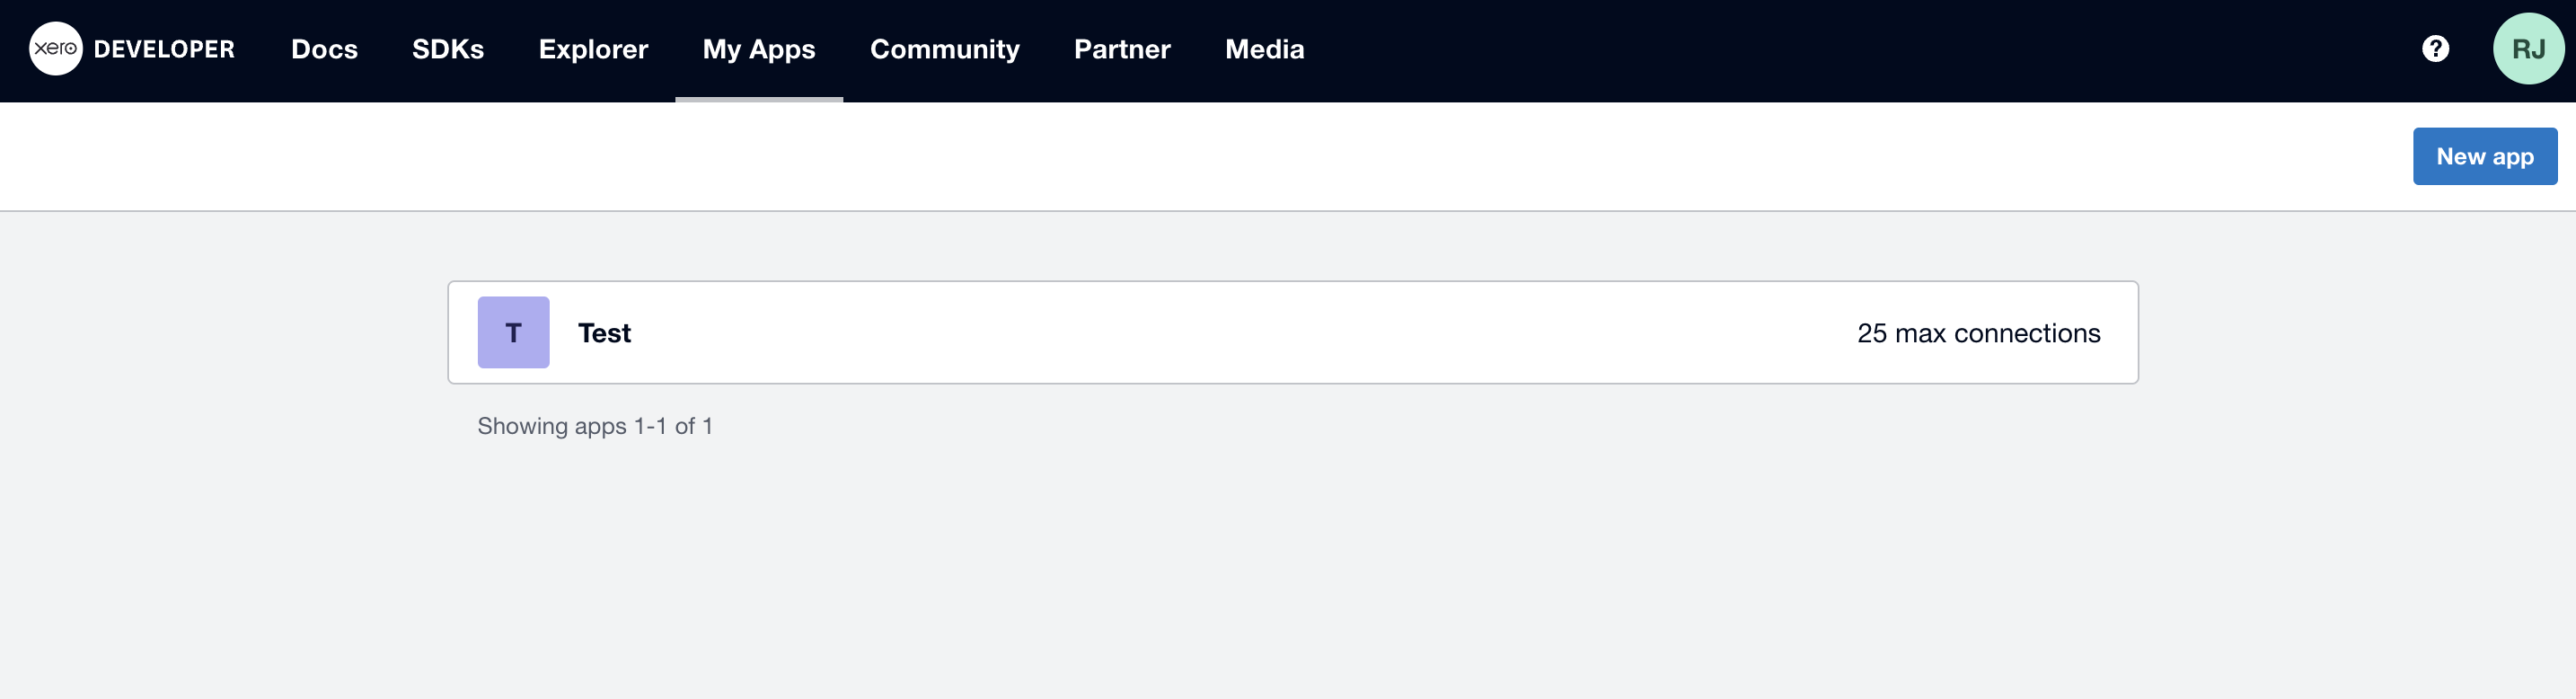 xero DEVELOPER Docs SDKs Explorer My Apps Community Partner Media ? RJ
New app
T Test 25 max connections
Showing apps 1-1 of 1